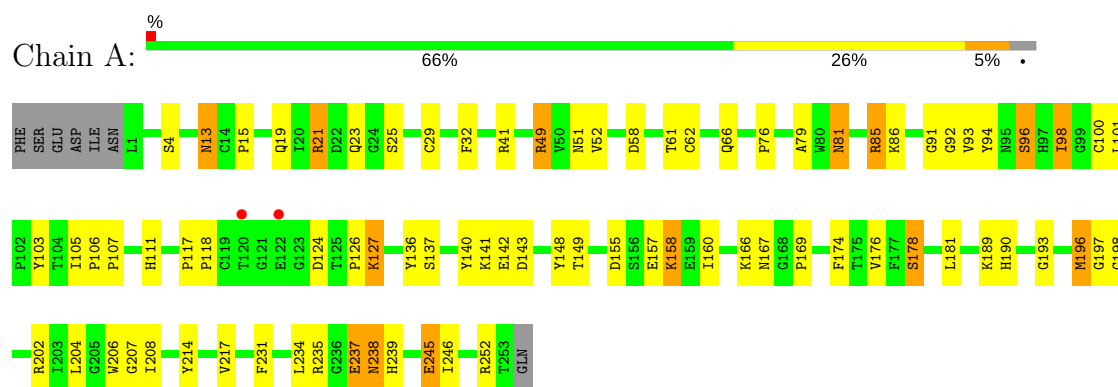 %
Chain A:
66% 26% 5% •
PHE SER GLU ASP ILE ASN L1 S4 N13 C14 P15 Q19 I20 R21 D22 Q23 G24 S25 C29 F32 R41 R49 V50 N51 V52 D58 T61 C62 Q66 P76 A79 W80 N81 R85 K86 G91 G92 V93 Y94 N95 S96 H97 I98 G99 C100 L101
P102 Y103 T104 I105 P106 P107 H111 P117 P118 C119 T120 G121 E122 G123 D124 T125 P126 K127 Y136 S137 Y140 K141 E142 D143 Y148 T149 D155 S156 E157 K158 E159 I160 K166 N167 G168 P169 F174 T175 V176 F177 S178 L181 K189 H190 G193 M196 G197
R202 I203 L204 G205 W206 G207 I208 Y214 V217 F231 L234 R235 G236 E237 N238 H239 E245 I246 R252 T253 GLN